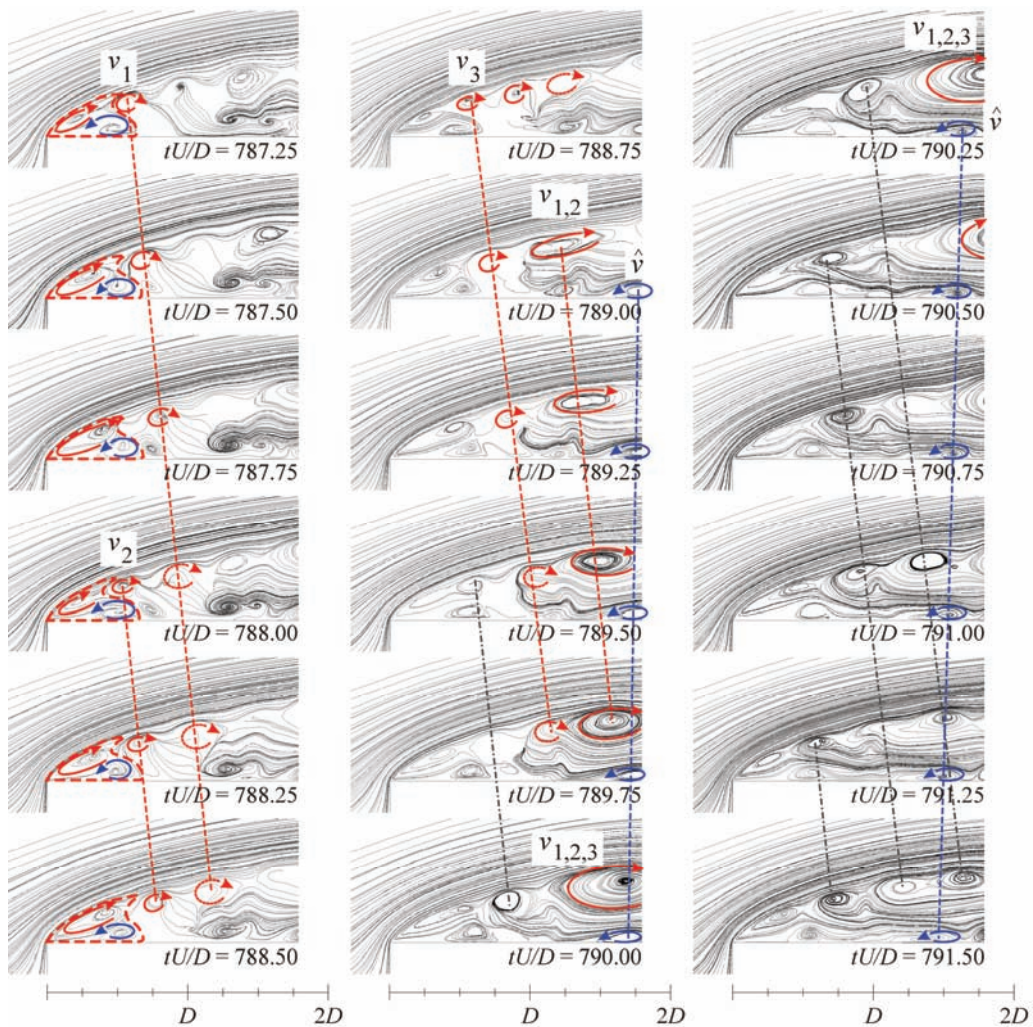 v1
tU/D = 787.25
tU/D = 787.50
tU/D = 787.75
v2
tU/D = 788.00
tU/D = 788.25
tU/D = 788.50
D 2D
v3
tU/D = 788.75
v1,2
v̂
tU/D = 789.00
tU/D = 789.25
tU/D = 789.50
tU/D = 789.75
v1,2,3
tU/D = 790.00
D 2D
v1,2,3
v̂
tU/D = 790.25
tU/D = 790.50
tU/D = 790.75
tU/D = 791.00
tU/D = 791.25
tU/D = 791.50
D 2D